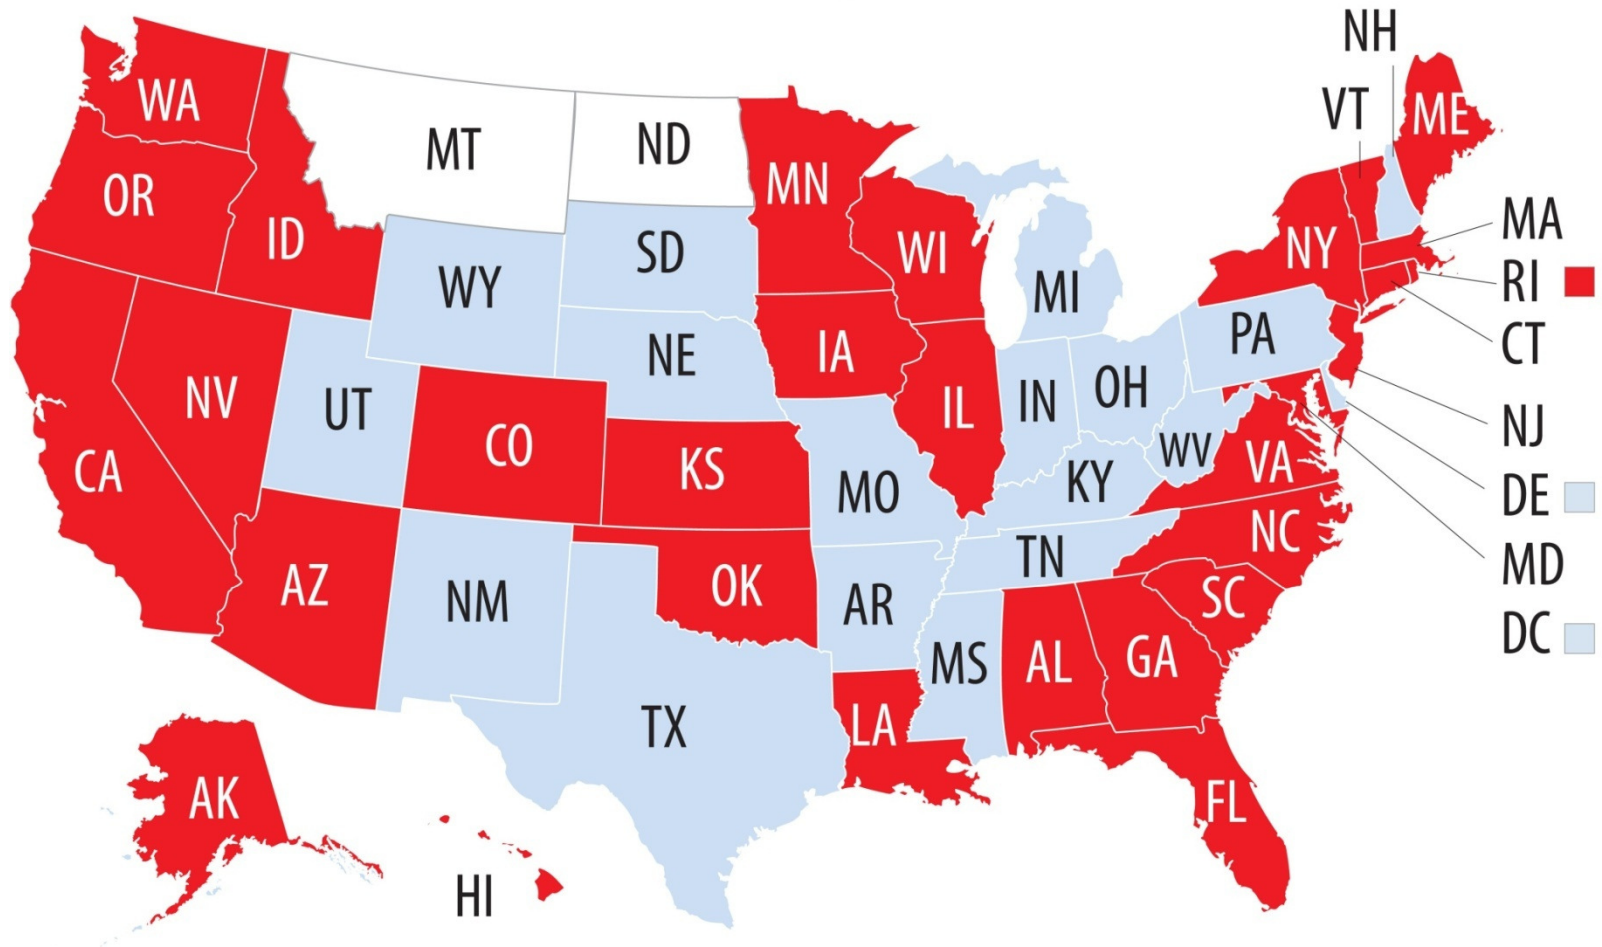 NH
VT
ME
WA
MT
ND
MN
OR
ID
WY
SD
WI
MI
NY
MA
RI
CT
NV
UT
CO
NE
IA
IL
IN
OH
PA
NJ
CA
KS
MO
KY
WV
VA
DE
AZ
NM
OK
AR
TN
NC
MD
TX
LA
MS
AL
GA
SC
DC
AK
HI
FL